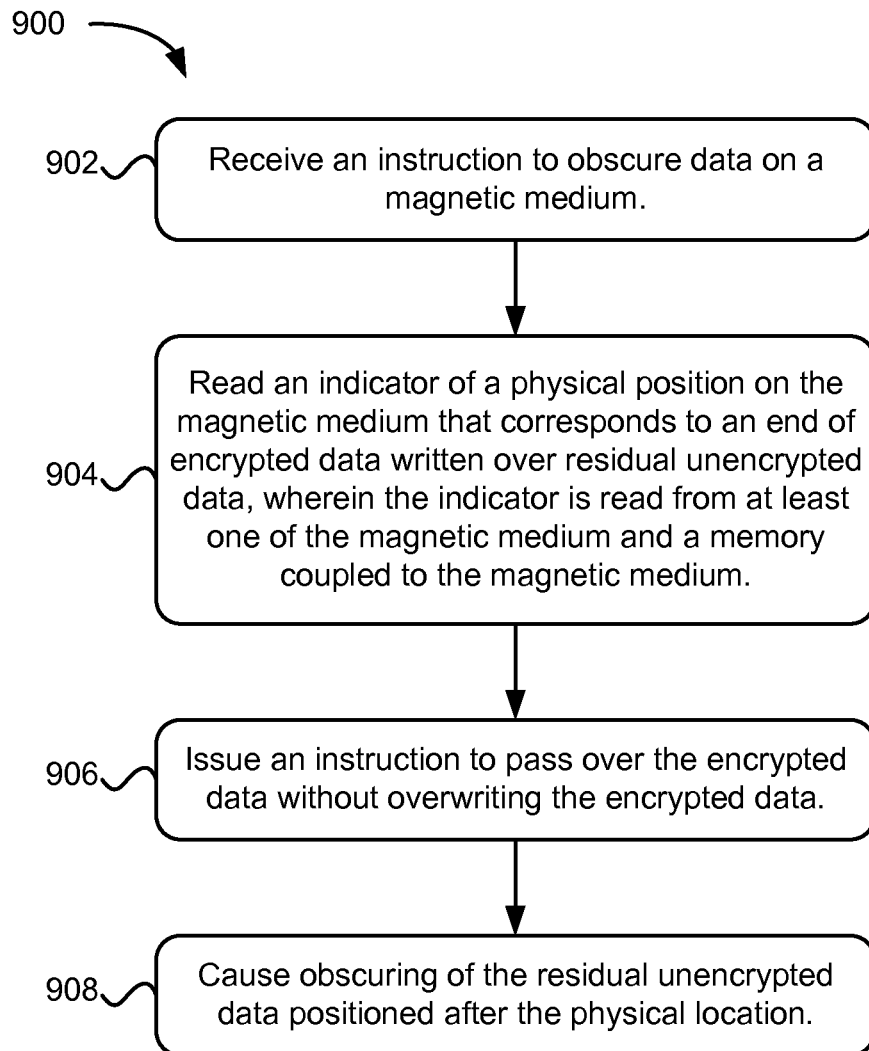 900
902
Receive an instruction to obscure data on a
magnetic medium.
904
Read an indicator of a physical position on the
magnetic medium that corresponds to an end of
encrypted data written over residual unencrypted
data, wherein the indicator is read from at least
one of the magnetic medium and a memory
coupled to the magnetic medium.
906
Issue an instruction to pass over the encrypted
data without overwriting the encrypted data.
908
Cause obscuring of the residual unencrypted
data positioned after the physical location.